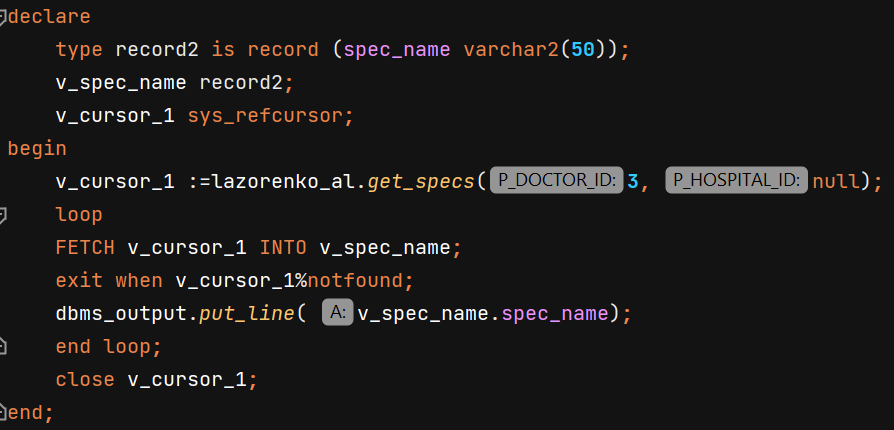 declare
type record2 is record (spec_name varchar2(50));
v_spec_name record2;
v_cursor_1 sys_refcursor;
begin
v_cursor_1 :=lazorenko_al.get_specs( P_DOCTOR_ID: 3, P_HOSPITAL_ID: null);
loop
FETCH v_cursor_1 INTO v_spec_name;
exit when v_cursor_1%notfound;
dbms_output.put_line( A: v_spec_name.spec_name);
end loop;
close v_cursor_1;
end;